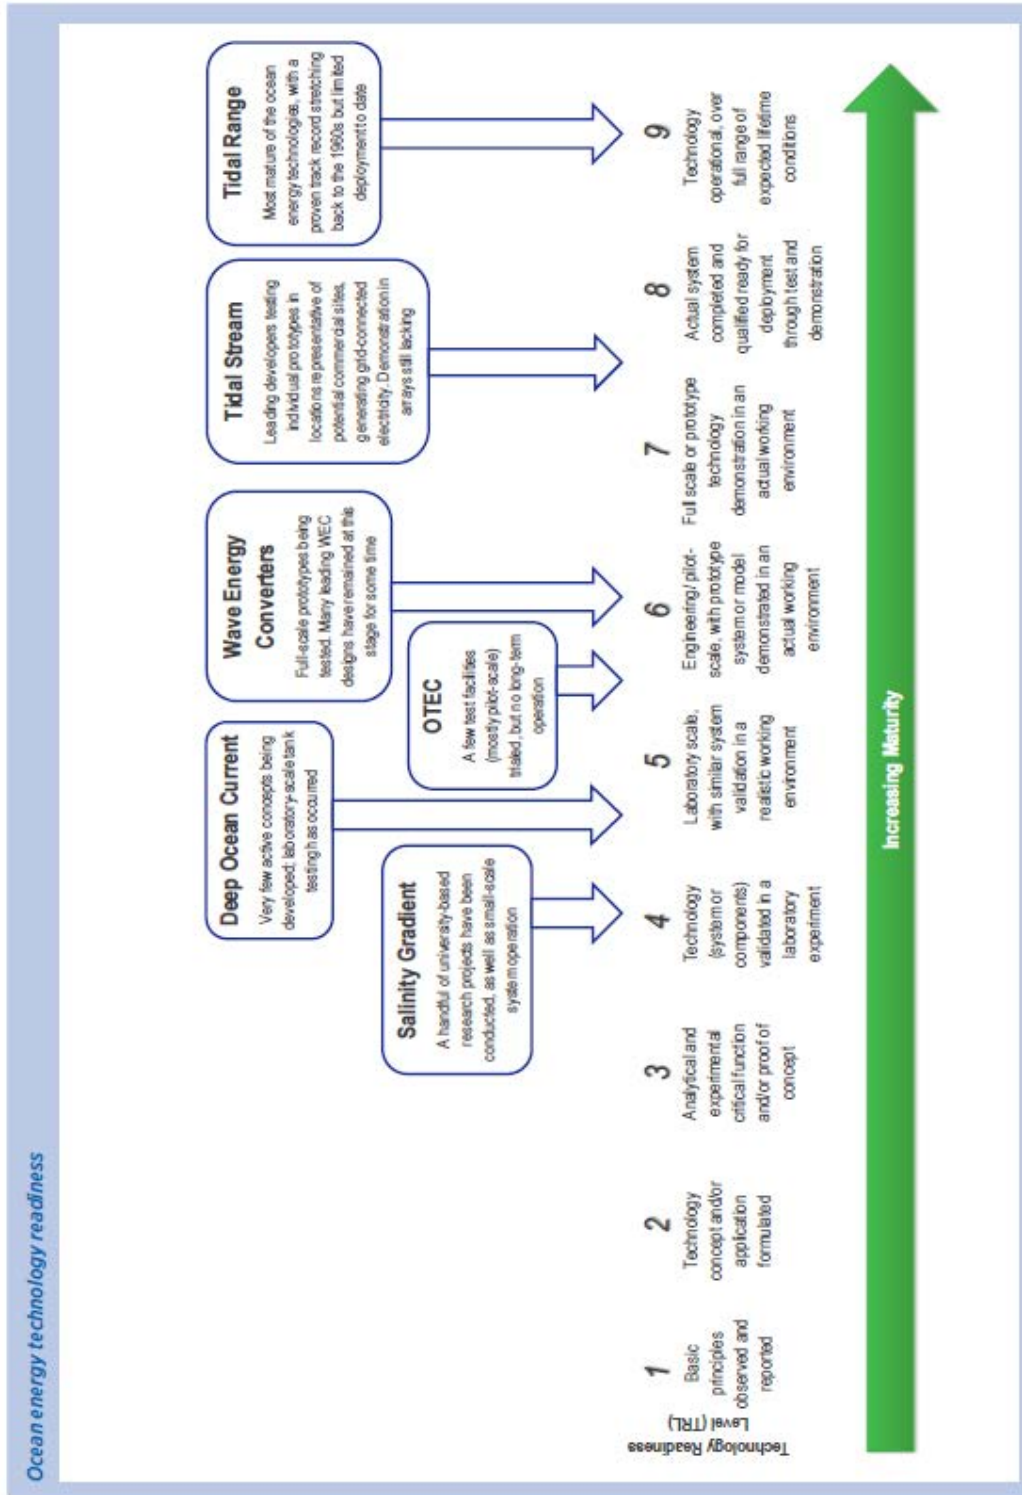 Ocean energy technology readiness
Deep Ocean Current
Very few active concepts being
developed; laboratory-scale tank
testing has occurred
Wave Energy
Converters
Full-scale prototypes being
tested. Many leading WEC
designs have remained at this
stage for some time
Tidal Stream
Leading developers testing
individual prototypes in
locations representative of
potential commercial sites,
generating grid-connected
electricity. Demonstration in
arrays still lacking
Tidal Range
Most mature of the ocean
energy technologies, with a
proven track record stretching
back to the 1960s but limited
deployment to date
Salinity Gradient
A handful of university-based
research projects have been
conducted, as well as small-scale
system operation
OTEC
A few test facilities
(mostly pilot-scale)
trialed, but no long-term
operation
Technology Readiness
Level (TRL)
1
Basic
principles
observed and
reported
2
Technology
concept and/or
application
formulated
3
Analytical and
experimental
critical function
and/or proof of
concept
4
Technology
(system or
components)
validated in a
laboratory
experiment
5
Laboratory scale,
with similar system
validation in a
realistic working
environment
6
Engineering/ pilot-
scale, with prototype
system or model
demonstrated in an
actual working
environment
7
Full scale or prototype
technology
demonstration in an
actual working
environment
8
Actual system
completed and
qualified ready for
deployment
through test and
demonstration
9
Technology
operational, over
full range of
expected lifetime
conditions
Increasing Maturity